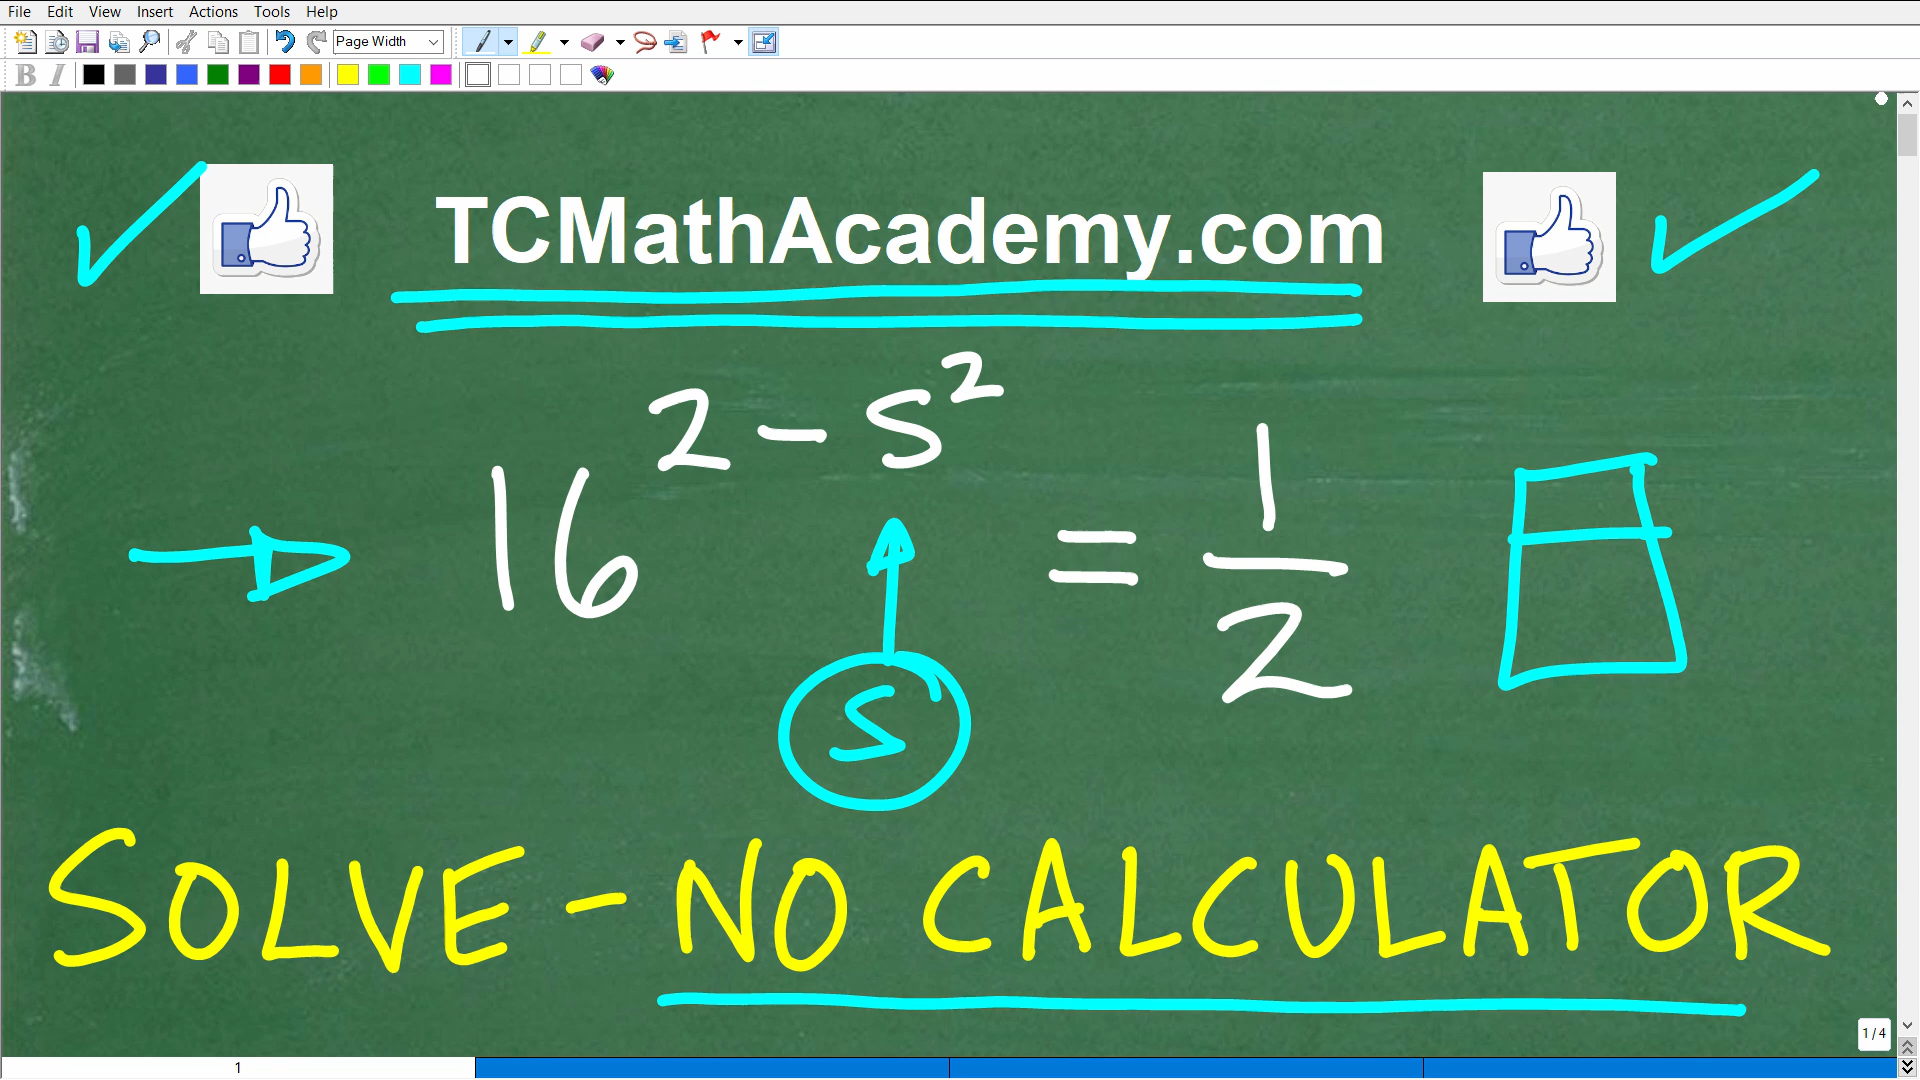 File Edit View Insert Actions Tools Help
Page Width
B I
TCMathAcademy.com
16^{2 - s^2} = \frac{1}{2}
s
SOLVE - NO CALCULATOR
1 / 4
1